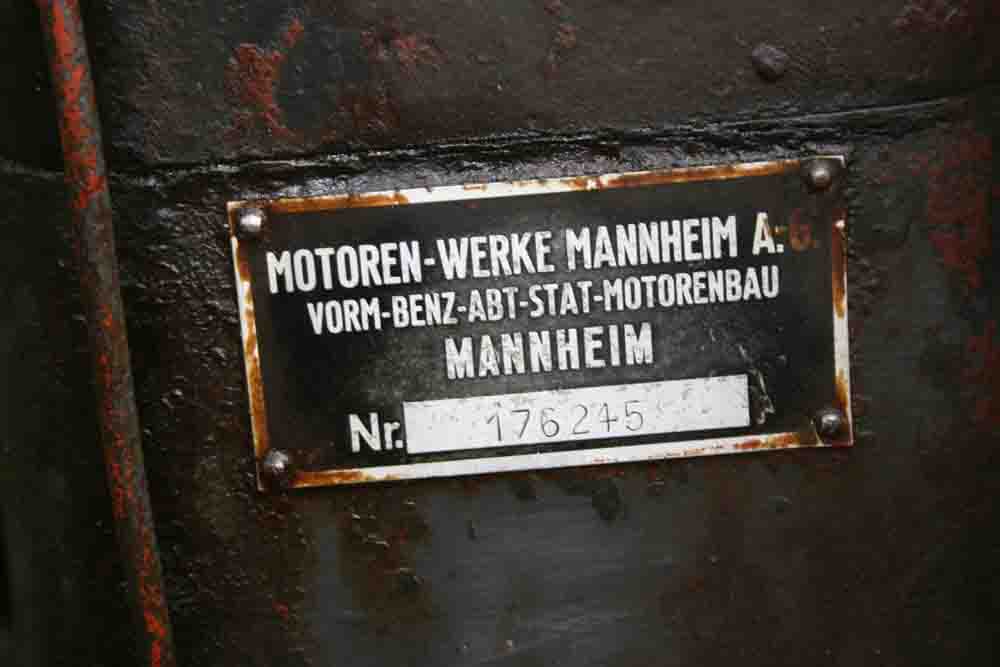 MOTOREN-WERKE MANNHEIM A.-G.
VORM-BENZ-ABT-STAT-MOTORENBAU
MANNHEIM
Nr. 176245